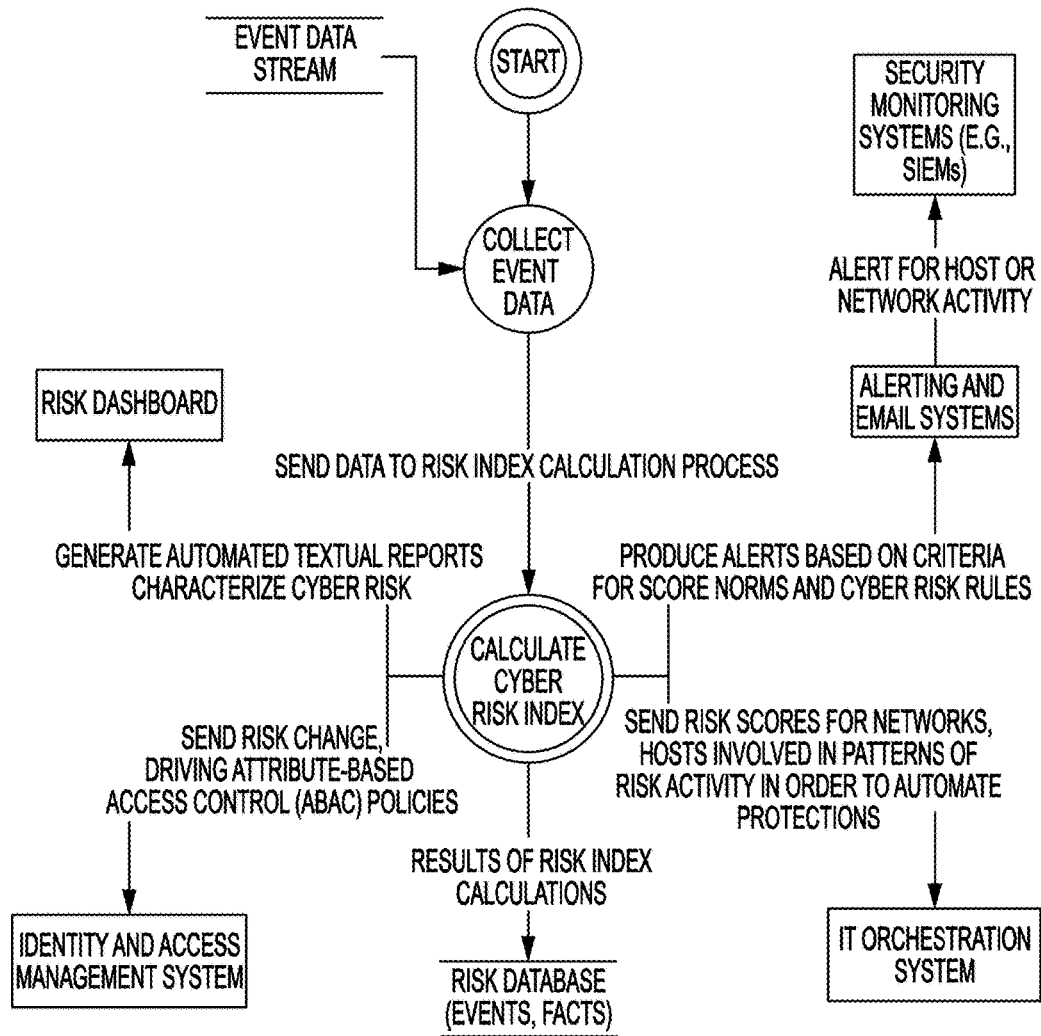 EVENT DATA
STREAM
START
SECURITY
MONITORING
SYSTEMS (E.G.,
SIEMs)
COLLECT
EVENT
DATA
ALERT FOR HOST OR
NETWORK ACTIVITY
RISK DASHBOARD
ALERTING AND
EMAIL SYSTEMS
SEND DATA TO RISK INDEX CALCULATION PROCESS
GENERATE AUTOMATED TEXTUAL REPORTS
CHARACTERIZE CYBER RISK
PRODUCE ALERTS BASED ON CRITERIA
FOR SCORE NORMS AND CYBER RISK RULES
CALCULATE
CYBER
RISK INDEX
SEND RISK CHANGE,
DRIVING ATTRIBUTE-BASED
ACCESS CONTROL (ABAC) POLICIES
SEND RISK SCORES FOR NETWORKS,
HOSTS INVOLVED IN PATTERNS OF
RISK ACTIVITY IN ORDER TO AUTOMATE
PROTECTIONS
RESULTS OF RISK INDEX
CALCULATIONS
IDENTITY AND ACCESS
MANAGEMENT SYSTEM
RISK DATABASE
(EVENTS, FACTS)
IT ORCHESTRATION
SYSTEM